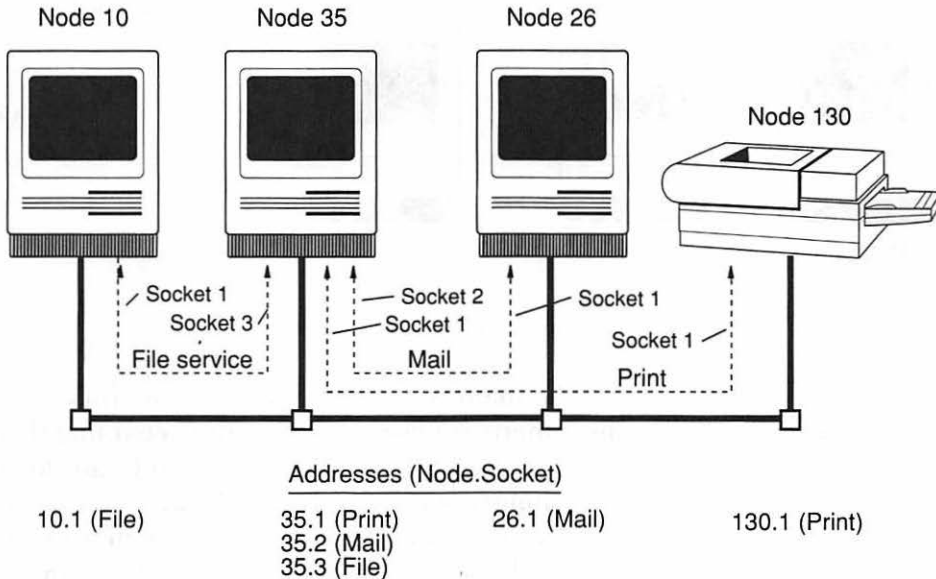 Node 10
Node 35
Node 26
Node 130
Socket 1
Socket 3
File service
Socket 2
Socket 1
Mail
Socket 1
Socket 1
Print
Addresses (Node.Socket)
10.1 (File)
35.1 (Print)
35.2 (Mail)
35.3 (File)
26.1 (Mail)
130.1 (Print)